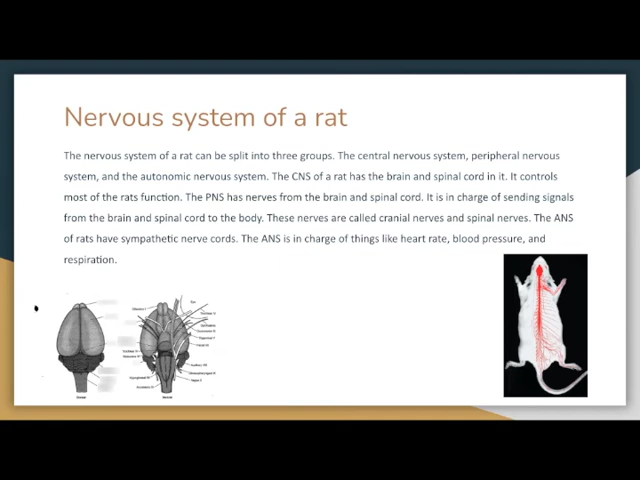 Nervous system of a rat
The nervous system of a rat can be split into three groups. The central nervous system, peripheral nervous
system, and the autonomic nervous system. The CNS of a rat has the brain and spinal cord in it. It controls
most of the rats function. The PNS has nerves from the brain and spinal cord. It is in charge of sending signals
from the brain and spinal cord to the body. These nerves are called cranial nerves and spinal nerves. The ANS
of rats have sympathetic nerve cords. The ANS is in charge of things like heart rate, blood pressure, and
respiration.